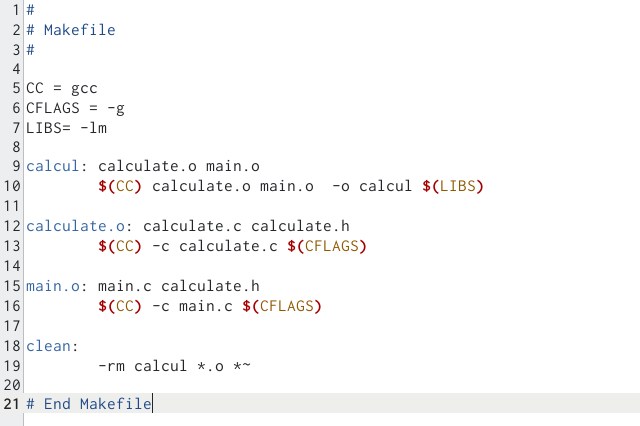 1 #
2 # Makefile
3 #
4
5 CC = gcc
6 CFLAGS = -g
7 LIBS= -lm
8
9 calcul: calculate.o main.o
10 $(CC) calculate.o main.o  -o calcul $(LIBS)
11
12 calculate.o: calculate.c calculate.h
13 $(CC) -c calculate.c $(CFLAGS)
14
15 main.o: main.c calculate.h
16 $(CC) -c main.c $(CFLAGS)
17
18 clean:
19 -rm calcul *.o *~
20
21 # End Makefile